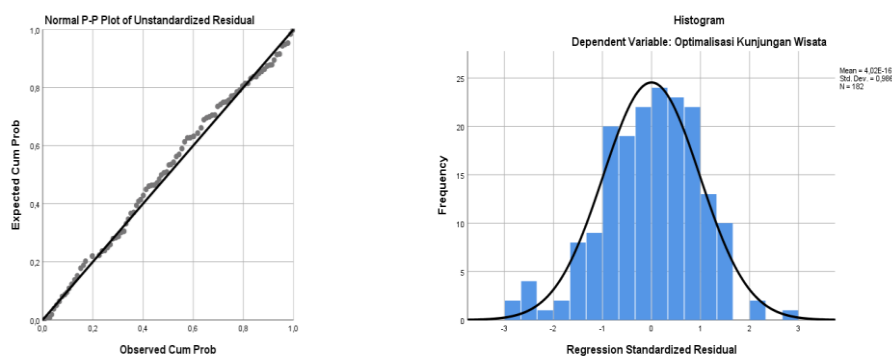 Normal P-P Plot of Unstandardized Residual
1,0
0,8
0,6
0,4
0,2
0,0
0,0 0,2 0,4 0,6 0,8 1,0
Expected Cum Prob
Observed Cum Prob
Histogram
Dependent Variable: Optimalisasi Kunjungan Wisata
Mean = 4,02E-16
Std. Dev. = 0,986
N = 182
25
20
15
10
5
0
-3 -2 -1 0 1 2 3
Frequency
Regression Standardized Residual